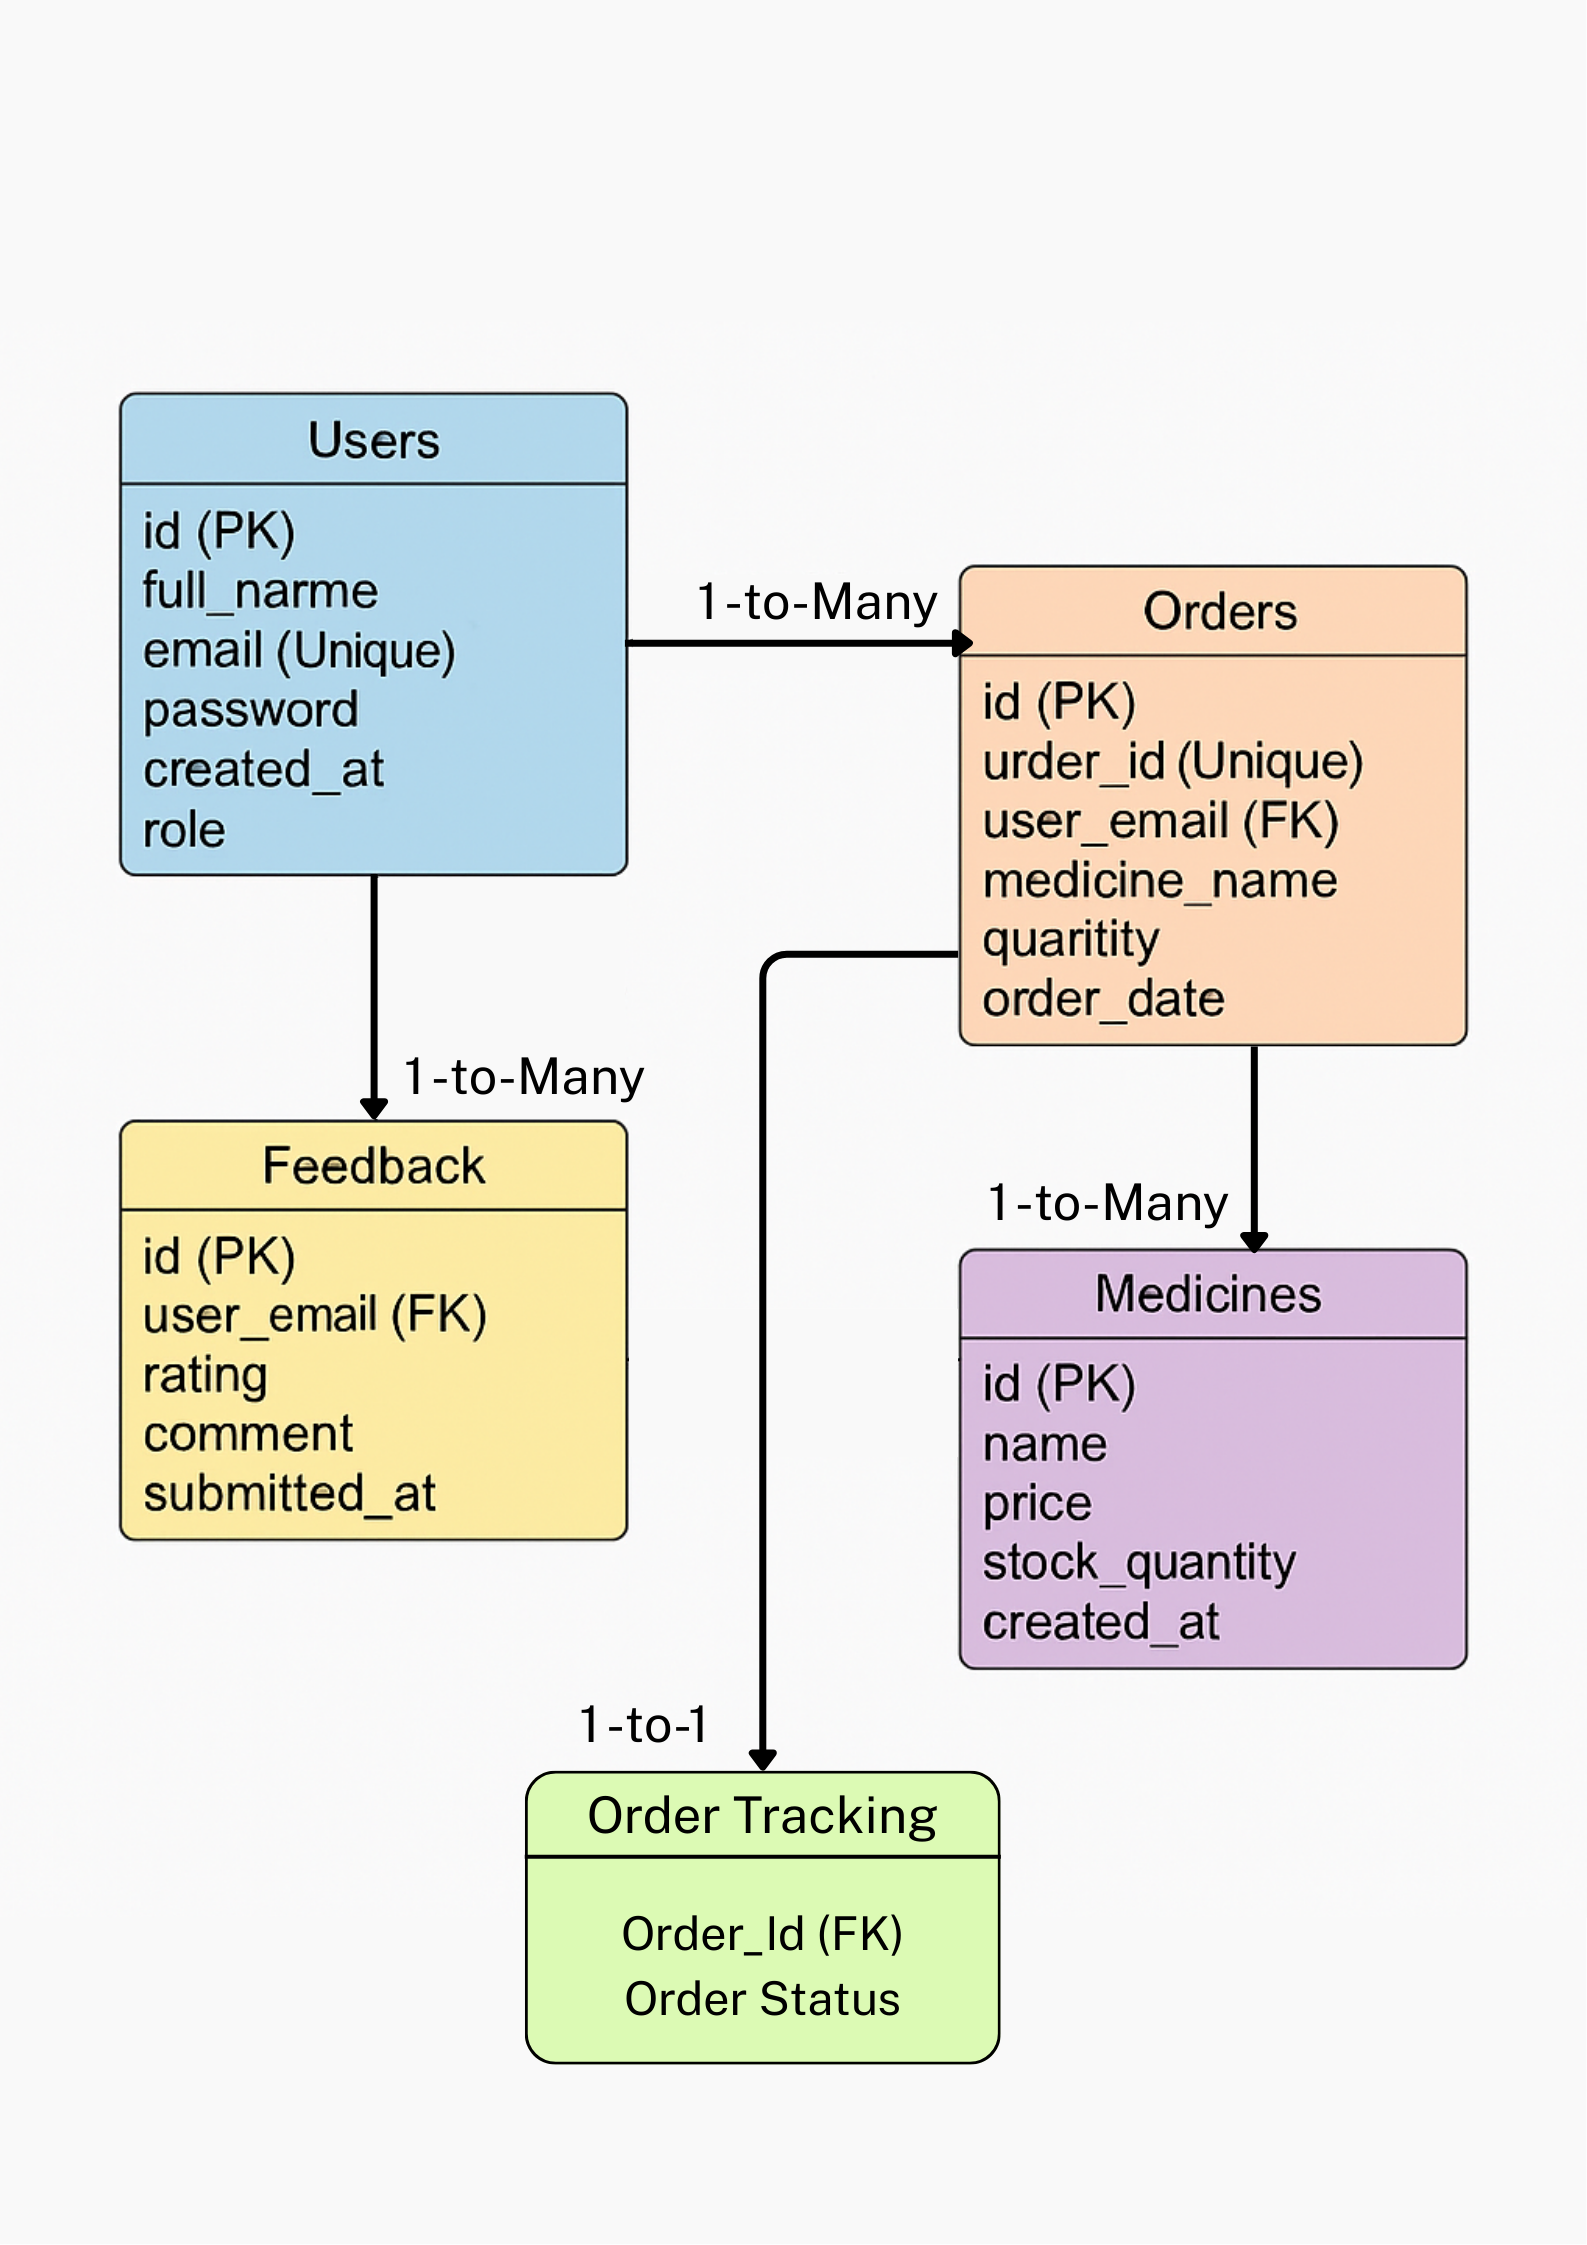 Users
id (PK)
full_narme
email (Unique)
password
created_at
role
1-to-Many
Orders
id (PK)
urder_id (Unique)
user_email (FK)
medicine_name
quaritity
order_date
1-to-Many
Feedback
id (PK)
user_email (FK)
rating
comment
submitted_at
1-to-Many
Medicines
id (PK)
name
price
stock_quantity
created_at
1-to-1
Order Tracking
Order_Id (FK)
Order Status